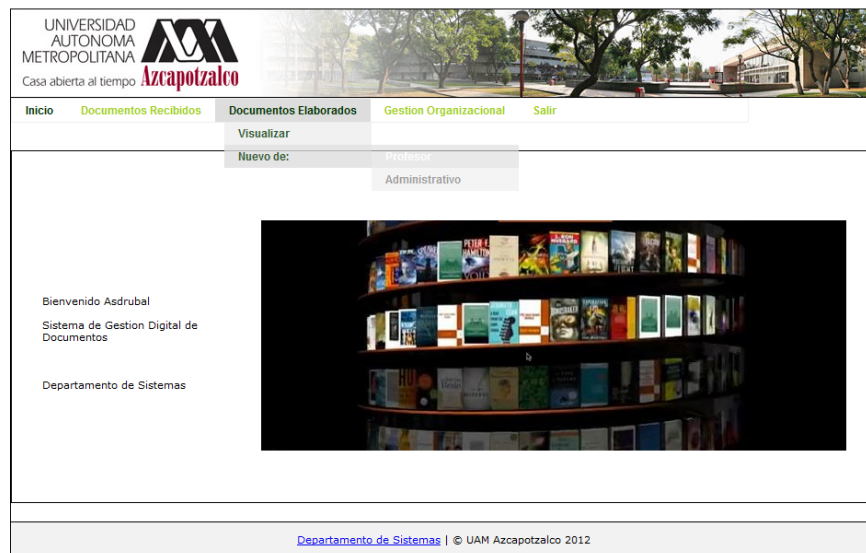 UNIVERSIDAD
AUTONOMA
METROPOLITANA
Casa abierta al tiempo Azcapotzalco
Inicio Documentos Recibidos Documentos Elaborados Gestion Organizacional Salir
Visualizar
Nuevo de: Profesor
Administrativo
PETER F.
HAMILTON
Bienvenido Asdrubal
Sistema de Gestion Digital de
Documentos
Departamento de Sistemas
Departamento de Sistemas | © UAM Azcapotzalco 2012